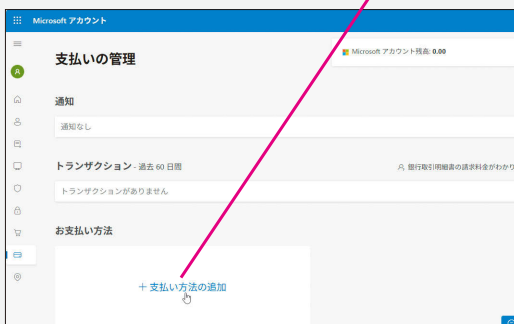 Microsoft アカウント
Microsoft アカウント残高: 0.00
A
支払いの管理
通知
通知なし
トランザクション - 過去 60 日間
銀行取引明細書の請求料金がわかり
トランザクションがありません
お支払い方法
+ 支払い方法の追加